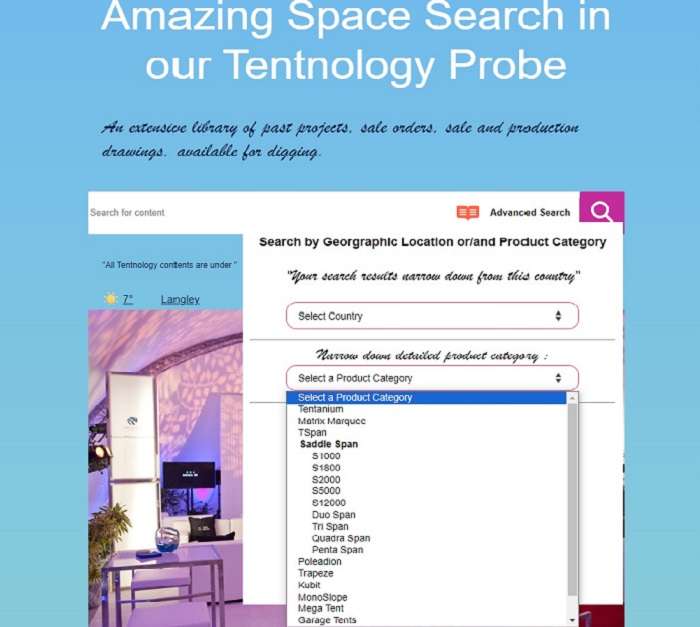 Amazing Space Search in
our Tentnology Probe
An extensive library of past projects, sale orders, sale and production
drawings, available for digging.
Search for content
Advanced Search
Search by Georgraphic Location or/and Product Category
"All Tentnology contents are under "
"Your search results narrow down from this country"
7° Langley
Select Country
Narrow down detailed product category :
Select a Product Category
Select a Product Category
Tentanium
Matrix Marquee
TSpan
Saddle Span
S1000
S1800
S2000
S5000
S12000
Duo Span
Tri Span
Quadra Span
Penta Span
Poleadion
Trapeze
Kubit
MonoSlope
Mega Tent
Garage Tents